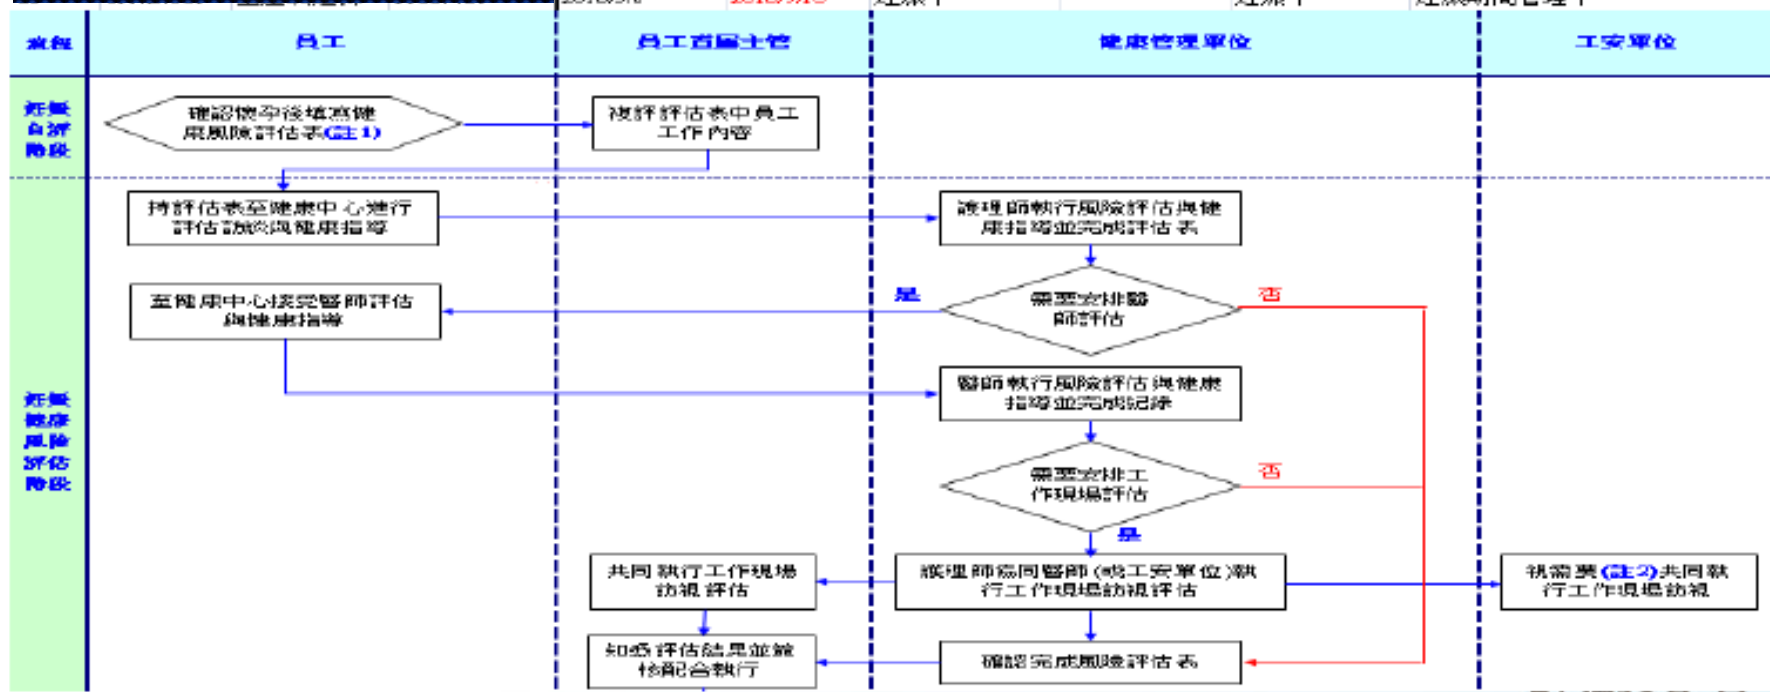 流程
員工
員工首屬主管
健康管理單位
工安單位
妊娠
自評
階段
確認懷孕後填寫健
康風險評估表(註1)
複評評估表中員工
工作內容
持評估表至健康中心進行
評估訪談與健康指導
護理師執行風險評估與健
康指導並完成評估表
至健康中心接受醫師評估
與健康指導
是
需要安排醫
師評估
否
妊娠
健康
風險
評估
階段
醫師執行風險評估與健康
指導並完成記錄
需要安排工
作現場評估
否
是
共同執行工作現場
訪視評估
護理師協同醫師(或工安單位)執
行工作現場訪視評估
視需要(註2)共同執
行工作現場訪視
知悉評估結果並簽
核配合執行
確認完成風險評估表